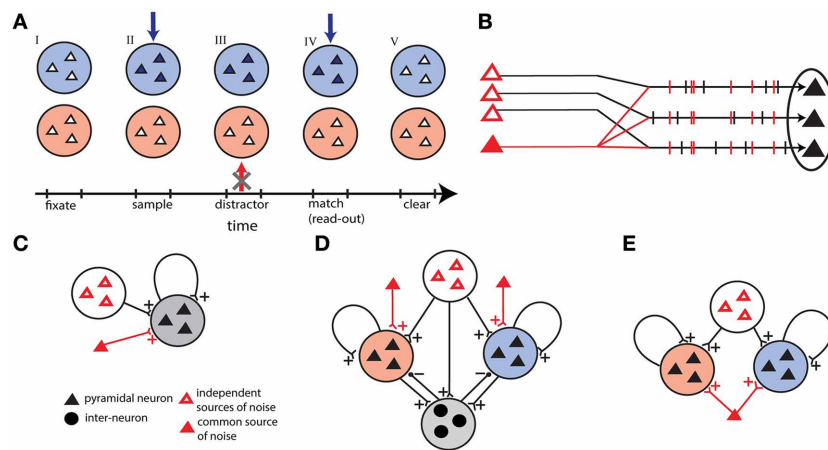 A
I II III IV V
fixate sample distractor match clear
(read-out)
time
B
C
+
+
pyramidal neuron
inter-neuron
independent
sources of noise
common source
of noise
D
+ +
+ + + +
− −
+ + +
E
+ + + +
+ +